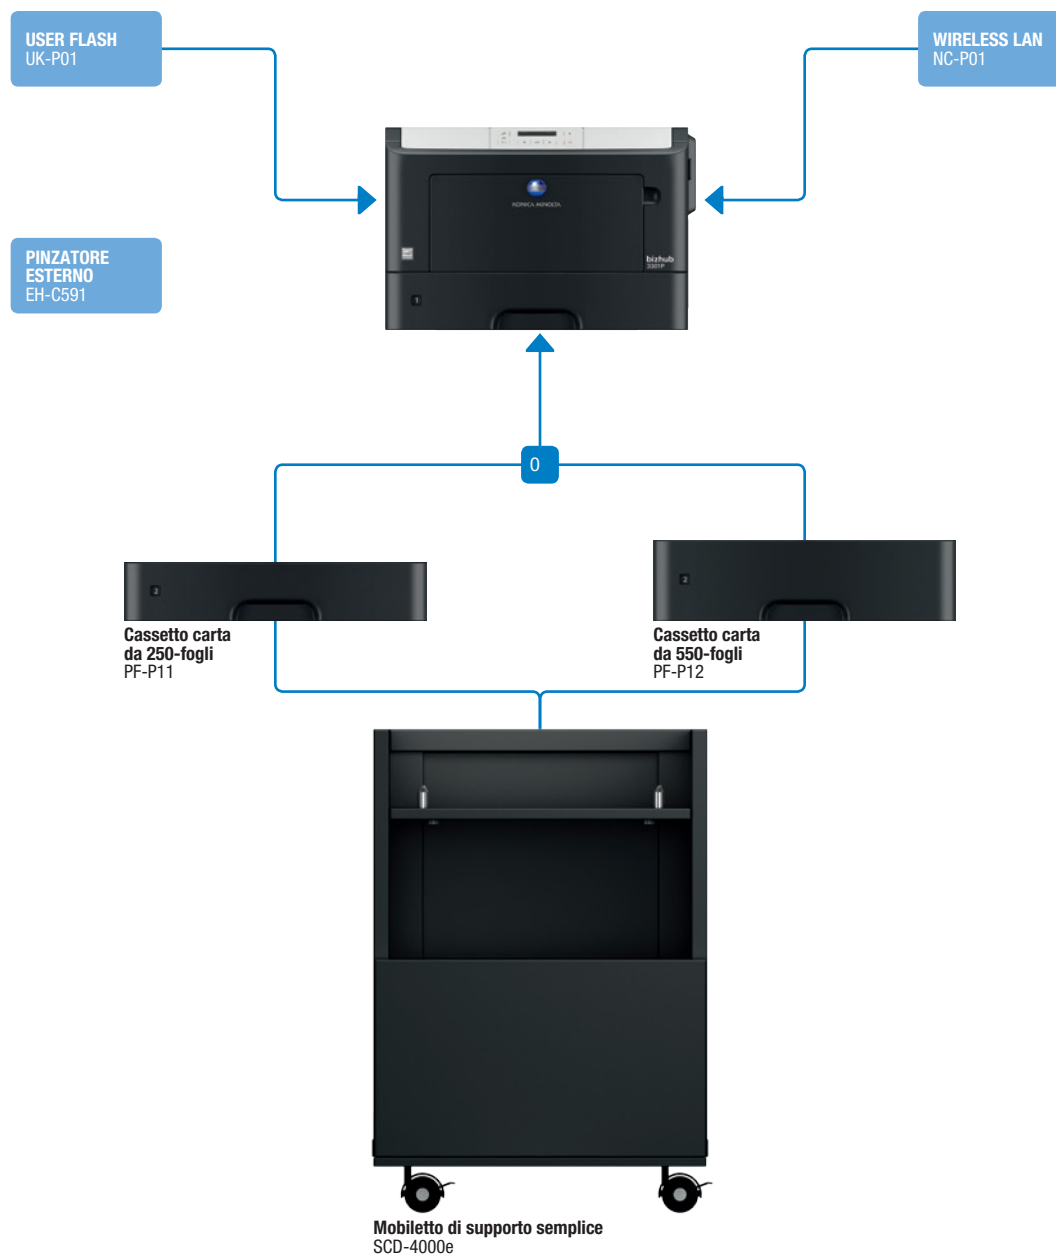 USER FLASH
UK-P01
WIRELESS LAN
NC-P01
KONICA MINOLTA
PINZATORE
ESTERNO
EH-C591
bizhub
3301P
1
0
2
2
Cassetto carta
da 250-fogli
PF-P11
Cassetto carta
da 550-fogli
PF-P12
Mobiletto di supporto semplice
SCD-4000e